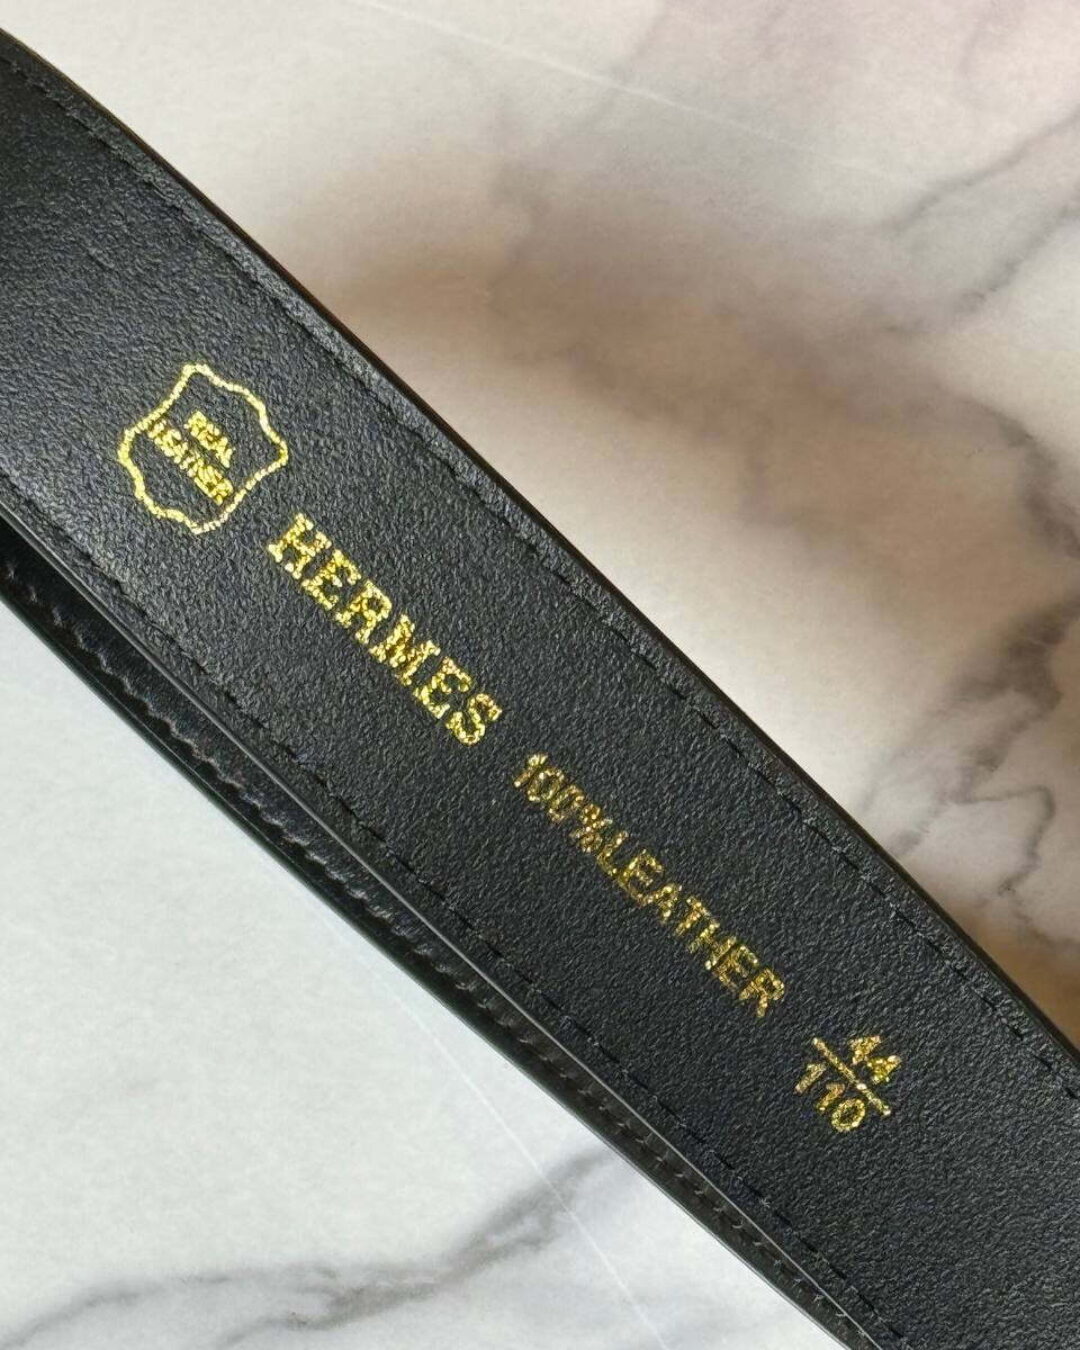 REAL
LEATHER
HERMES
100%LEATHER
44
110